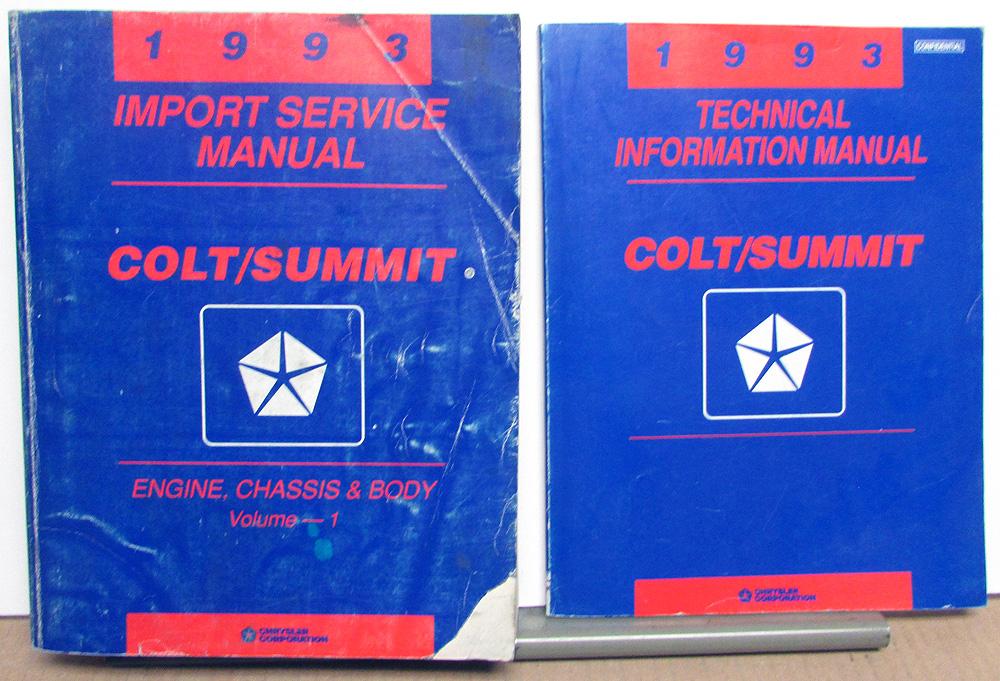 1 9 9 3
IMPORT SERVICE
MANUAL
COLT/SUMMIT
ENGINE, CHASSIS & BODY
Volume — 1
CHRYSLER
CORPORATION
1 9 9 3
CONFIDENTIAL
TECHNICAL
INFORMATION MANUAL
COLT/SUMMIT
CHRYSLER
CORPORATION